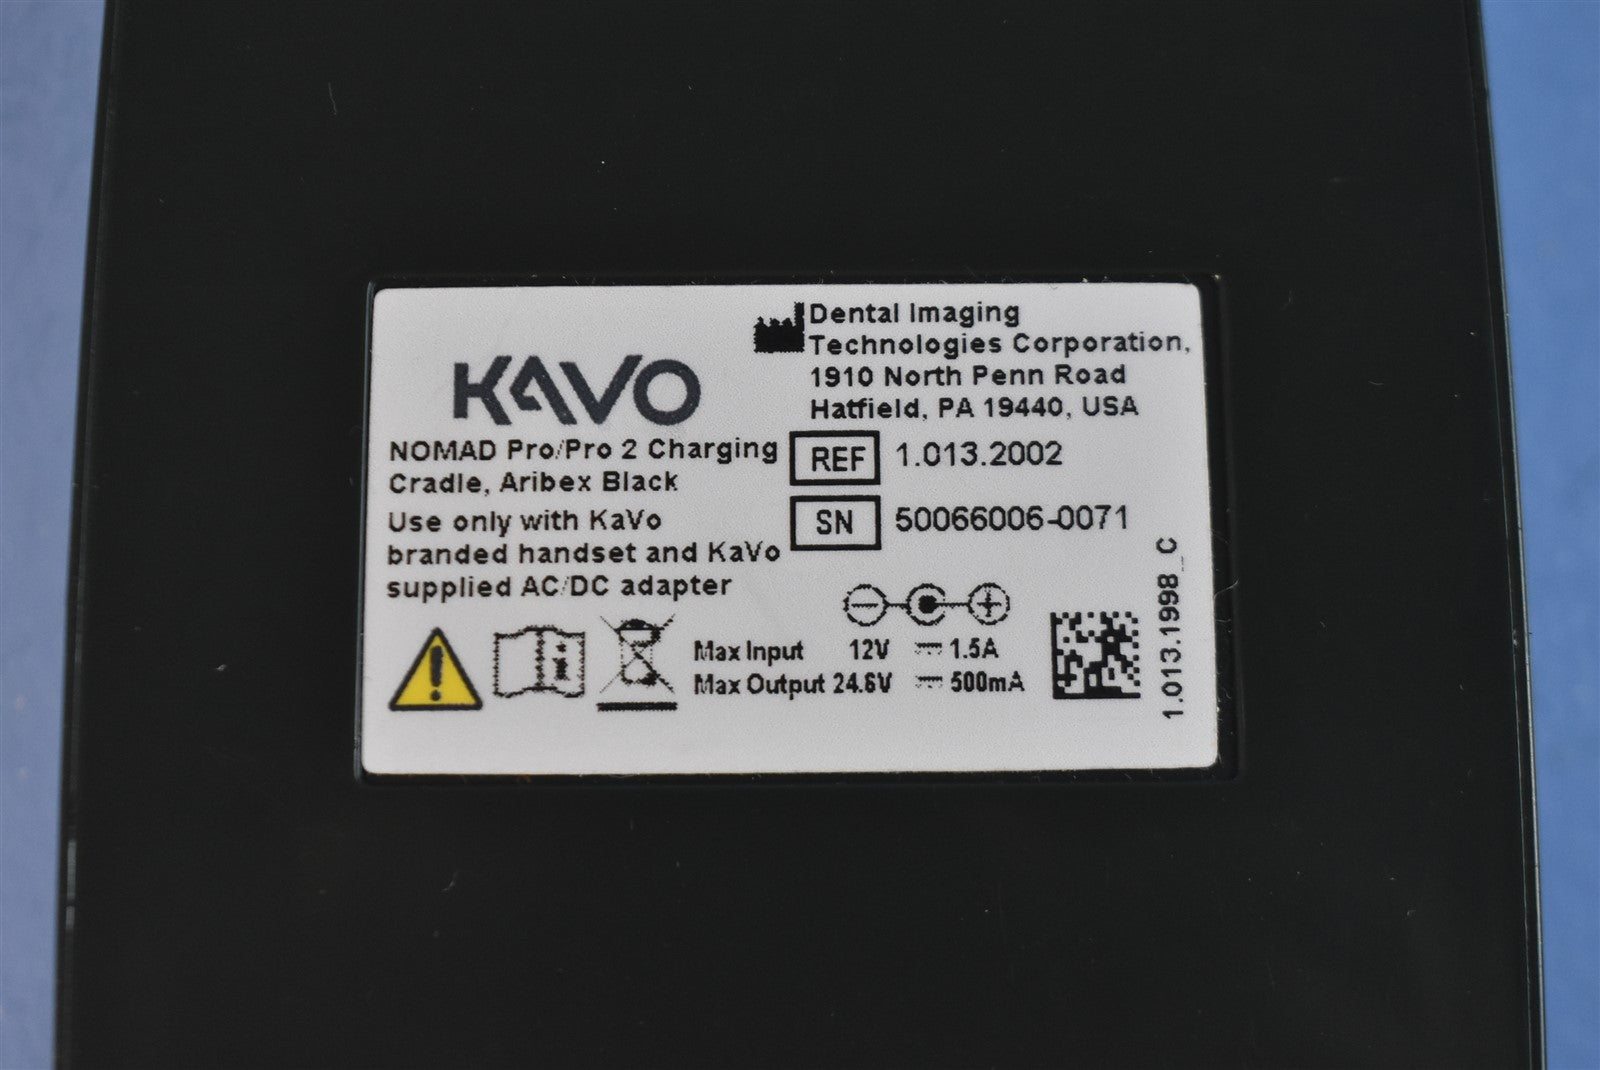 KAVO
Dental Imaging
Technologies Corporation,
1910 North Penn Road
Hatfield, PA 19440, USA
NOMAD Pro/Pro 2 Charging
Cradle, Aribex Black
Use only with KaVo
branded handset and KaVo
supplied AC/DC adapter
REF 1.013.2002
SN 50066006-0071
Max Input 12V 1.5A
Max Output 24.6V 500mA
1.013.1998_C